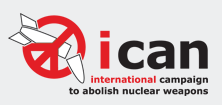 ican
international campaign
to abolish nuclear weapons